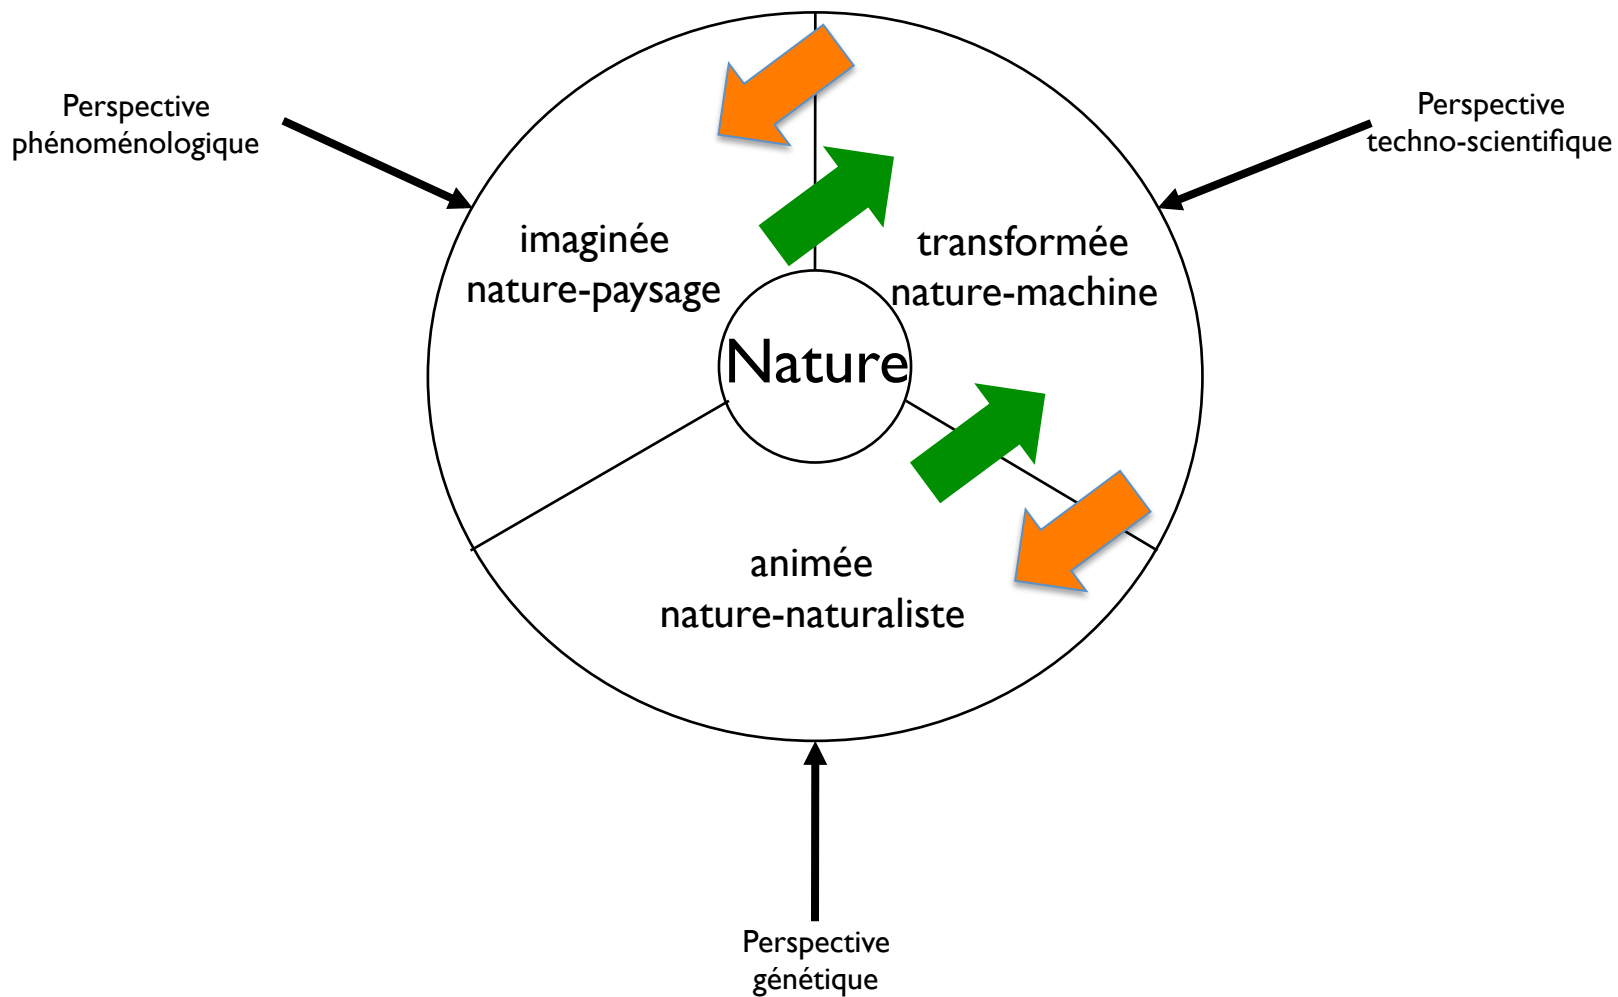 Perspective
phénoménologique
Perspective
techno-scientifique
imaginée
nature-paysage
transformée
nature-machine
Nature
animée
nature-naturaliste
Perspective
génétique